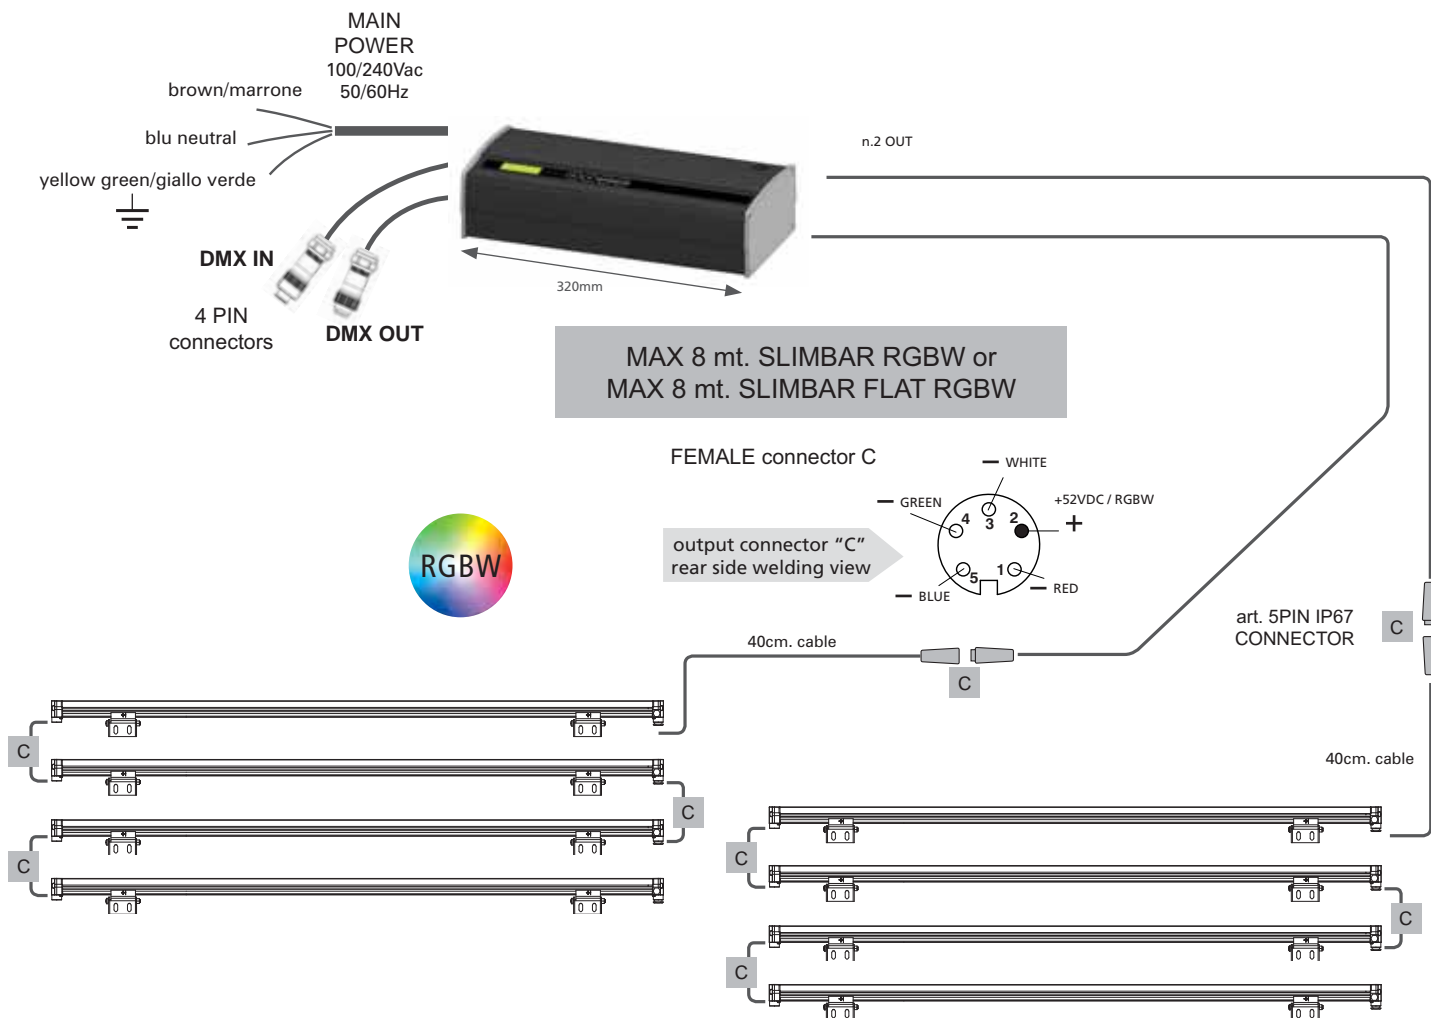 MAIN
POWER
100/240Vac
50/60Hz
brown/marrone
blu neutral
yellow green/giallo verde
n.2 OUT
DMX IN
DMX OUT
4 PIN
connectors
320mm
MAX 8 mt. SLIMBAR RGBW or
MAX 8 mt. SLIMBAR FLAT RGBW
FEMALE connector C
— WHITE
— GREEN
+52VDC / RGBW
+
4
3
2
5
1
— BLUE
— RED
output connector “C”
rear side welding view
RGBW
art. 5PIN IP67
CONNECTOR
C
40cm. cable
C
40cm. cable
C
C
C
C
C
C